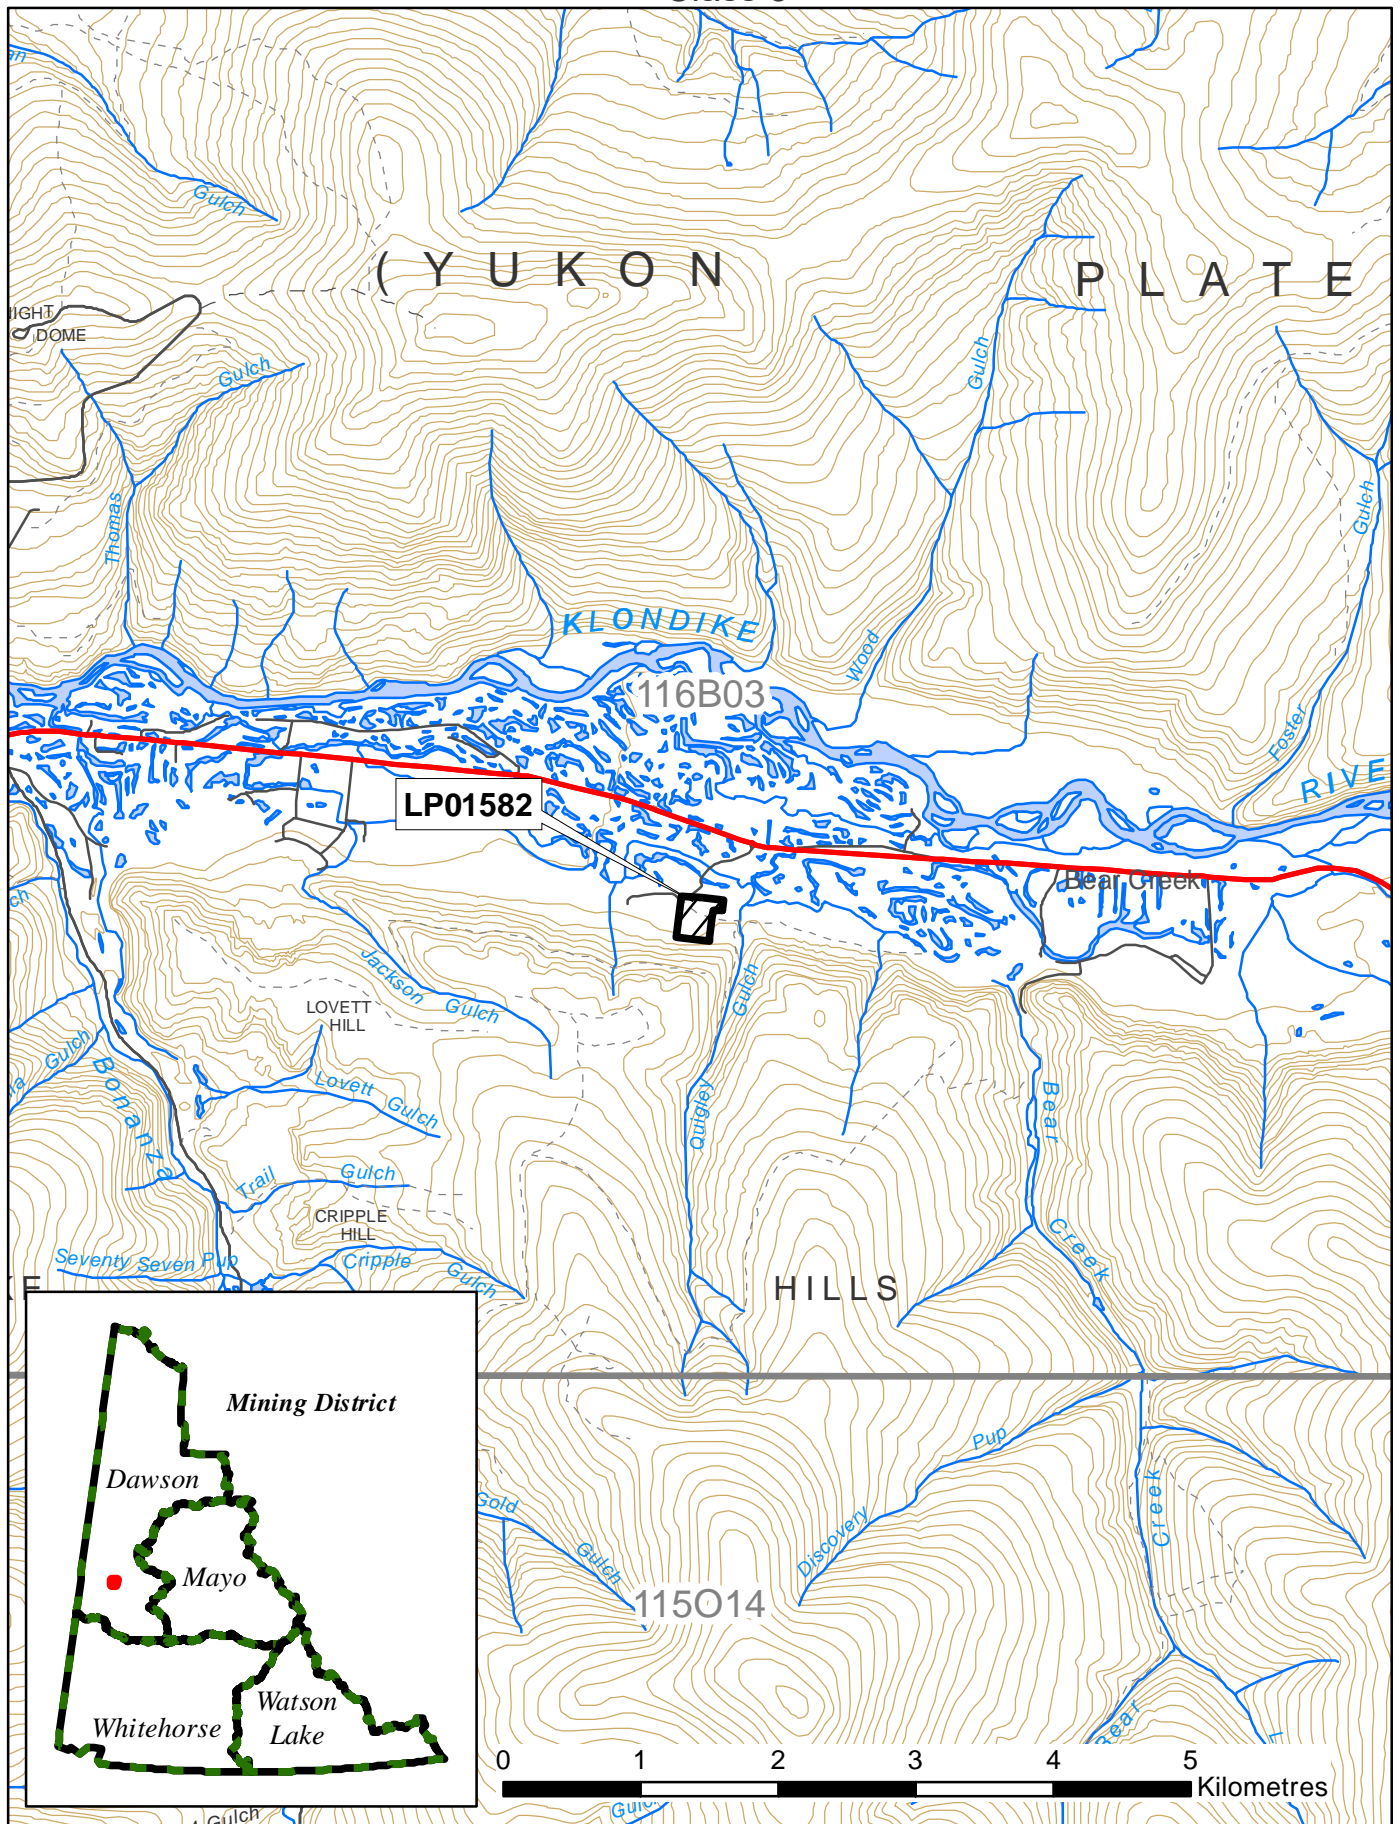 Gulch
(YUKON
PLATE
DOME
Gulch
Gulch
Thomas
Gulch
KLONDIKE
Wood
116B03
Foster
RIVE
LP01582
Bear Creek
Jackson Gulch
Gulch
LOVETT
HILL
Gulch
Bonanza
Lovett Gulch
Quigley
Bear
Trail Gulch
CRIPPLE
HILL
Creek
Seventy Seven Pup
Cripple Gulch
HILLS
Mining District
Dawson
Mayo
Whitehorse
Watson
Lake
Pup
Creek
Gold
Gulch
Discovery
115O14
Bear
0 1 2 3 4 5
Kilometres
Gulch